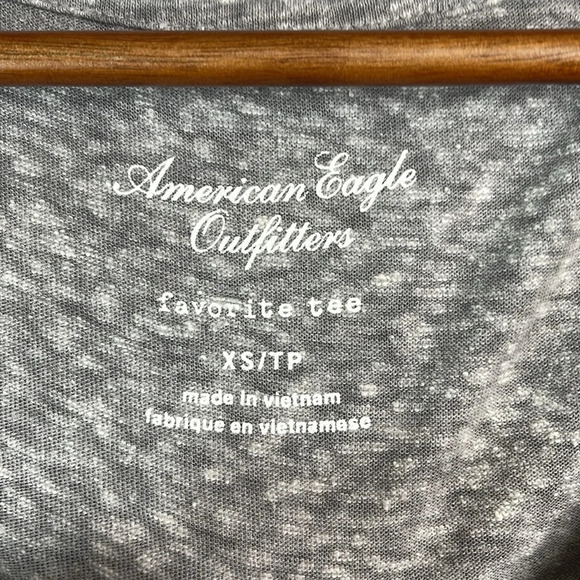 American Eagle
Outfitters
favorite tee
XS/TP
made in vietnam
fabrique en vietnamese